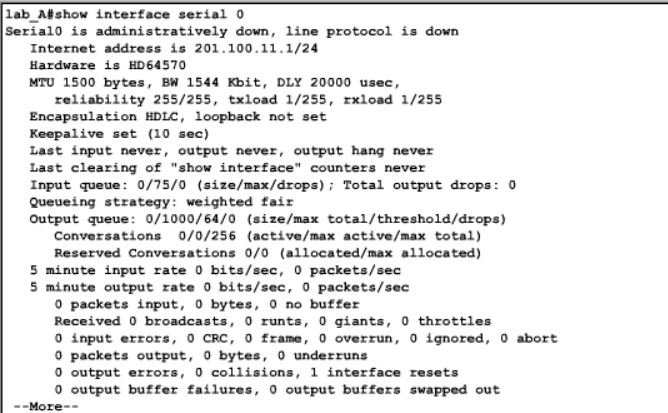 lab_A#show interface serial 0
Serial0 is administratively down, line protocol is down
Internet address is 201.100.11.1/24
Hardware is HD64570
MTU 1500 bytes, BW 1544 Kbit, DLY 20000 usec,
reliability 255/255, txload 1/255, rxload 1/255
Encapsulation HDLC, loopback not set
Keepalive set (10 sec)
Last input never, output never, output hang never
Last clearing of "show interface" counters never
Input queue: 0/75/0 (size/max/drops); Total output drops: 0
Queueing strategy: weighted fair
Output queue: 0/1000/64/0 (size/max total/threshold/drops)
Conversations 0/0/256 (active/max active/max total)
Reserved Conversations 0/0 (allocated/max allocated)
5 minute input rate 0 bits/sec, 0 packets/sec
5 minute output rate 0 bits/sec, 0 packets/sec
0 packets input, 0 bytes, 0 no buffer
Received 0 broadcasts, 0 runts, 0 giants, 0 throttles
0 input errors, 0 CRC, 0 frame, 0 overrun, 0 ignored, 0 abort
0 packets output, 0 bytes, 0 underruns
0 output errors, 0 collisions, 1 interface resets
0 output buffer failures, 0 output buffers swapped out
--More--